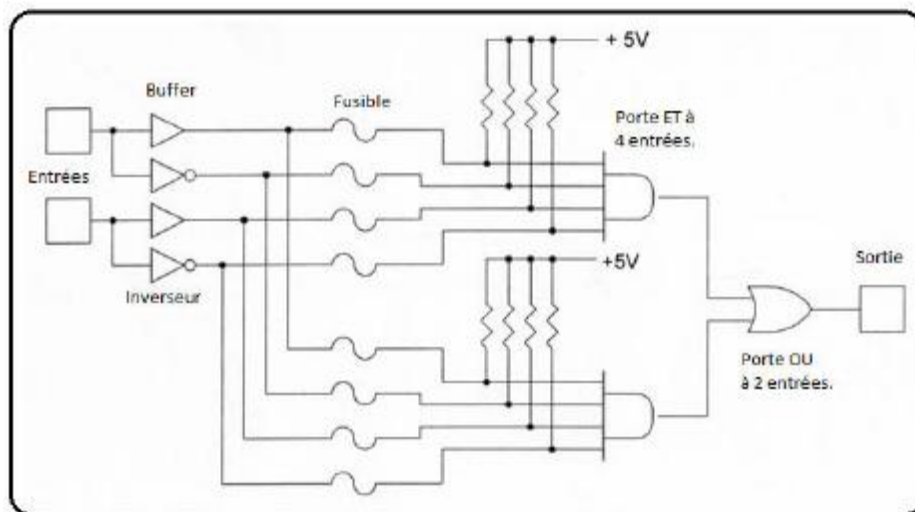 + 5V
Buffer
Fusible
Porte ET à
4 entrées.
Entrées
Inverseur
+5V
Sortie
Porte OU
à 2 entrées.